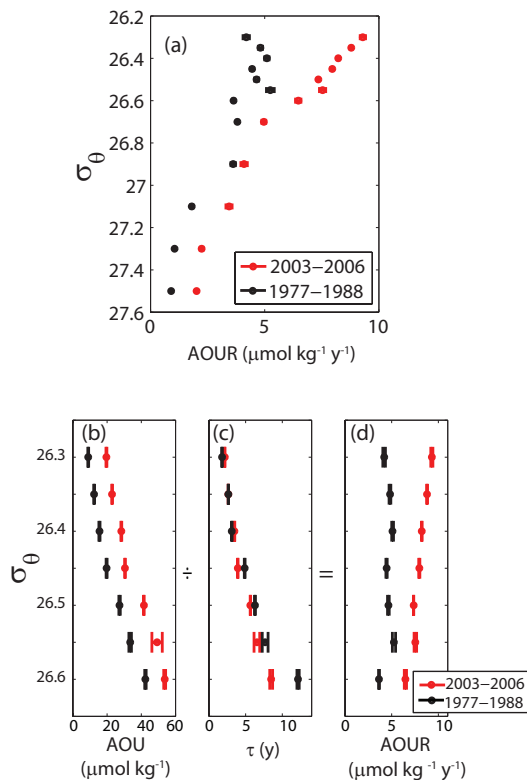 (a)
26.2
26.4
26.6
26.8
27
27.2
27.4
27.6
σθ
0 5 10
AOUR (μmol kg-1 y-1)
2003−2006
1977−1988
(b) (c) (d)
26.3
26.4
26.5
26.6
σθ
÷
=
0 20 40 60
AOU
(μmol kg-1)
0 5 10
τ (y)
0 5 10
AOUR
(μmol kg-1 y-1)
2003−2006
1977−1988